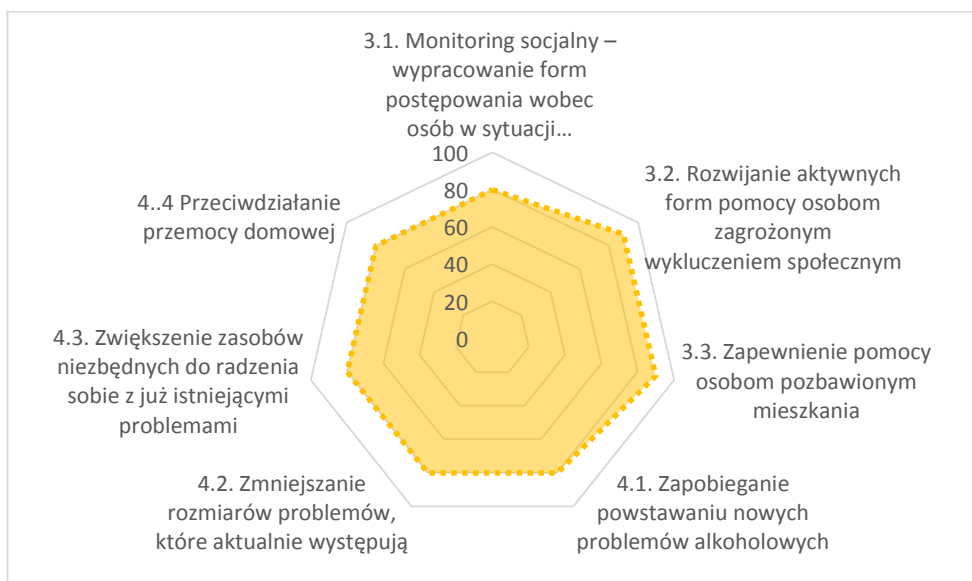 3.1. Monitoring socjalny –
wypracowanie form
postępowania wobec
osób w sytuacji…
100
80
60
40
20
0
3.2. Rozwijanie aktywnych
form pomocy osobom
zagrożonym
wykluczeniem społecznym
3.3. Zapewnienie pomocy
osobom pozbawionym
mieszkania
4.1. Zapobieganie
powstawaniu nowych
problemów alkoholowych
4.2. Zmniejszanie
rozmiarów problemów,
które aktualnie występują
4.3. Zwiększenie zasobów
niezbędnych do radzenia
sobie z już istniejącymi
problemami
4..4 Przeciwdziałanie
przemocy domowej